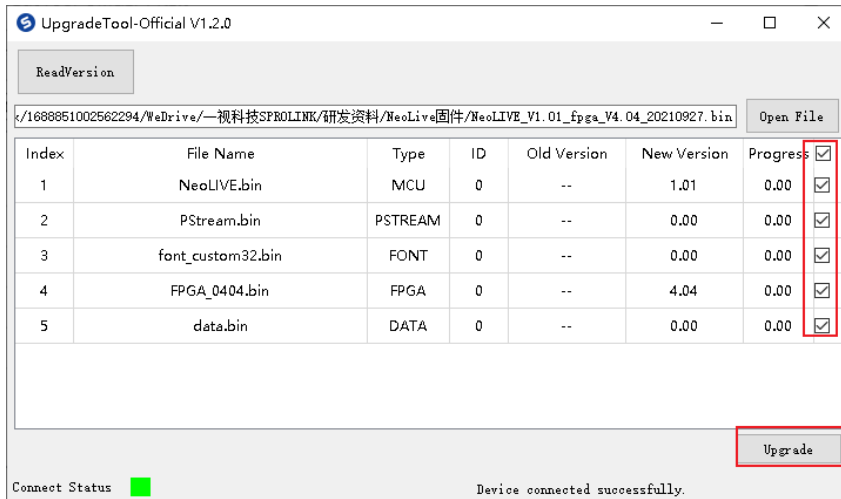 UpgradeTool-Official V1.2.0
ReadVersion
/1688851002562294/WeDrive/一视科技SPROLINK/研发资料/NeoLive固件/NeoLIVE_V1.01_fpga_V4.04_20210927.bin Open File
Index File Name Type ID Old Version New Version Progress
1 NeoLIVE.bin MCU 0 -- 1.01 0.00
2 PStream.bin PSTREAM 0 -- 0.00 0.00
3 font_custom32.bin FONT 0 -- 0.00 0.00
4 FPGA_0404.bin FPGA 0 -- 4.04 0.00
5 data.bin DATA 0 -- 0.00 0.00
Upgrade
Connect Status Device connected successfully.